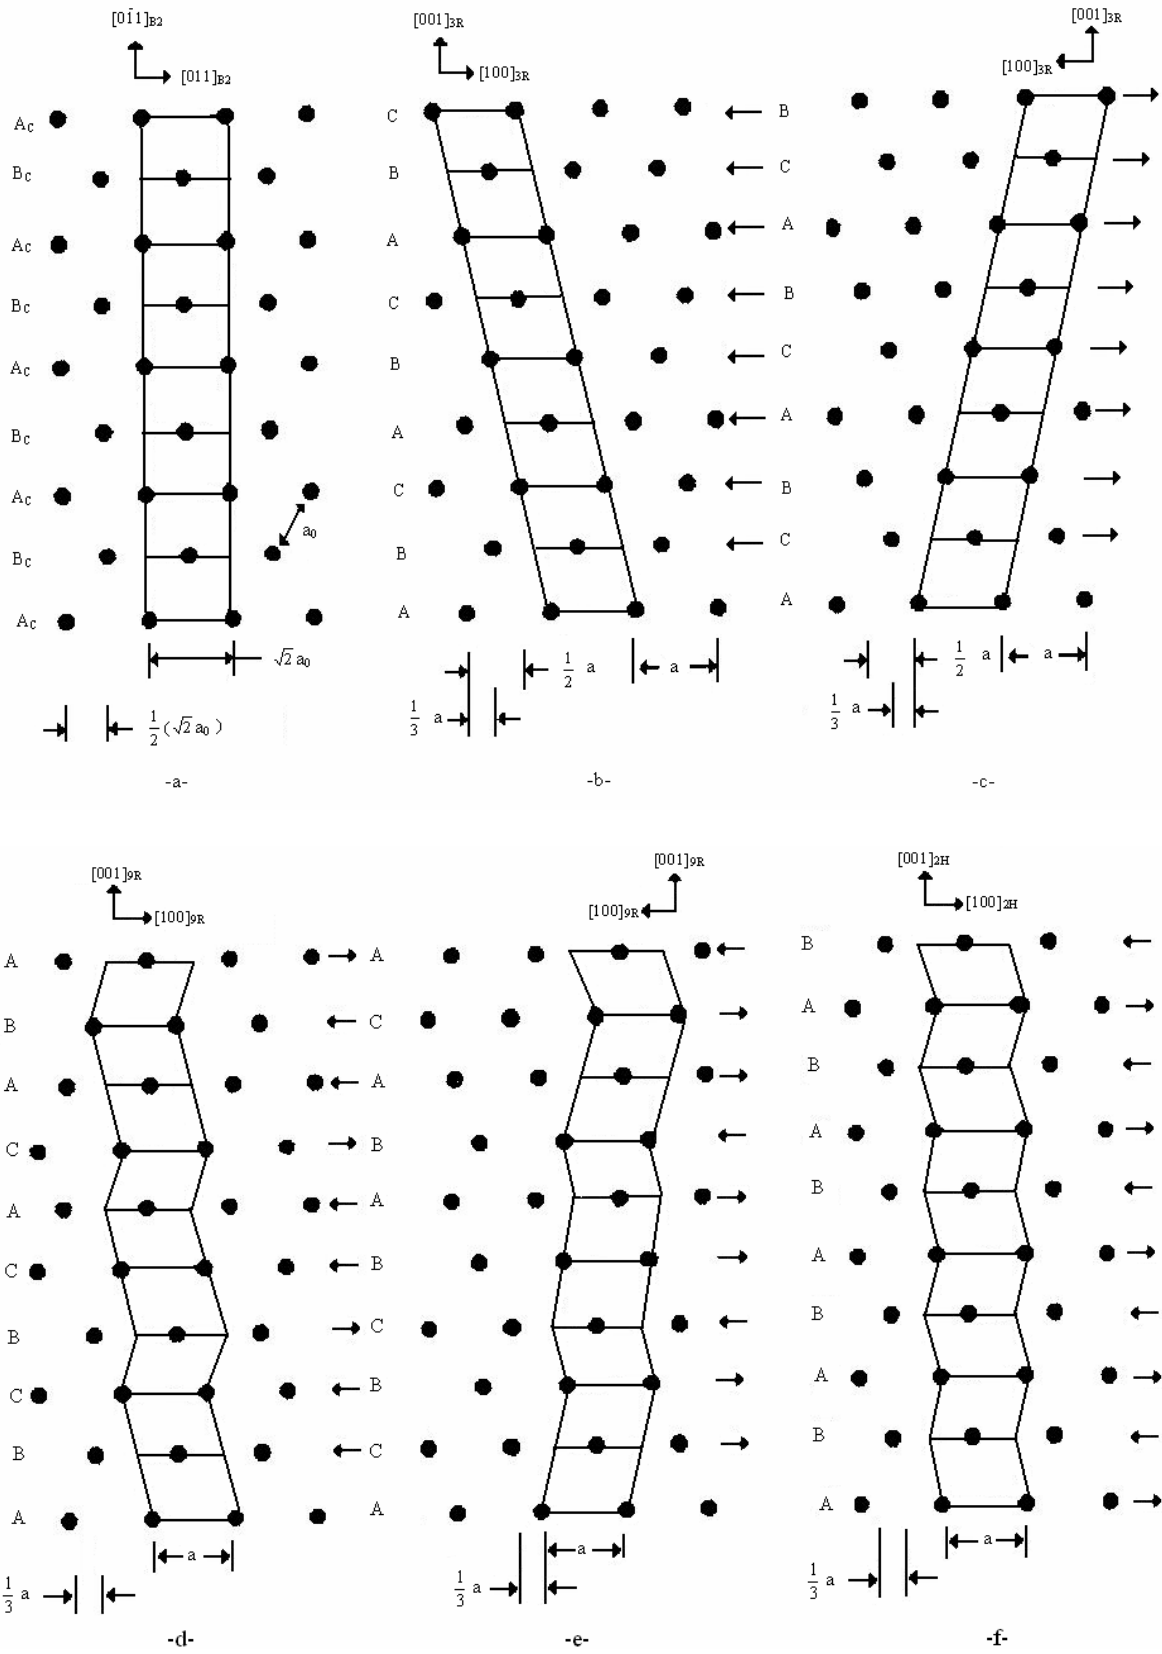 [01̄1]B2
[011]B2
Ac
Bc
Ac
Bc
Ac
Bc
Ac
Bc
Ac
a0
√2 a0
1/2 (√2 a0)
-a-
[001]3R
[100]3R
C
B
A
C
B
A
C
B
A
1/2 a
a
1/3 a
-b-
[001]3R
[100]3R
B
C
A
B
C
A
B
C
A
1/2 a
a
1/3 a
-c-
[001]9R
[100]9R
A
B
A
C
A
C
B
C
B
A
a
1/3 a
-d-
[001]9R
[100]9R
A
C
A
B
A
B
C
B
C
A
a
1/3 a
-e-
[001]2H
[100]2H
B
A
B
A
B
A
B
A
B
A
a
1/3 a
-f-